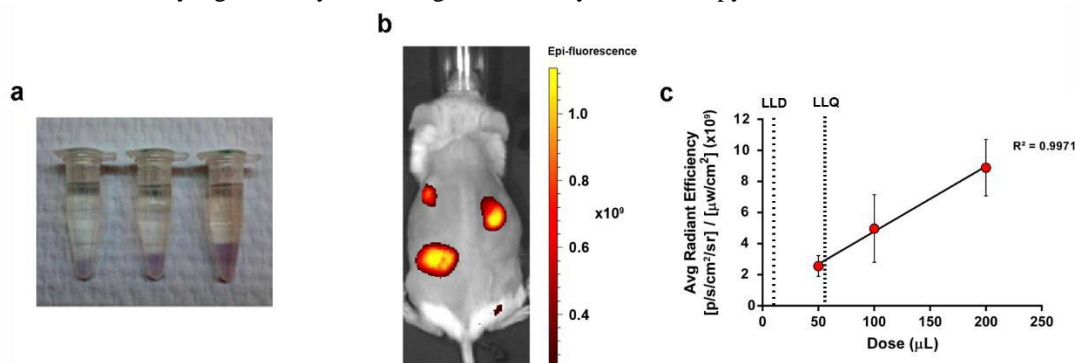 a
b
Epi-fluorescence
1.0
0.8
x10⁹
0.6
0.4
c
LLD LLQ
Avg Radiant Efficiency
[p/s/cm²/sr] / [µw/cm²] (x10⁹)
12
10
8
6
4
2
0
R² = 0.9971
0 50 100 150 200 250
Dose (µL)